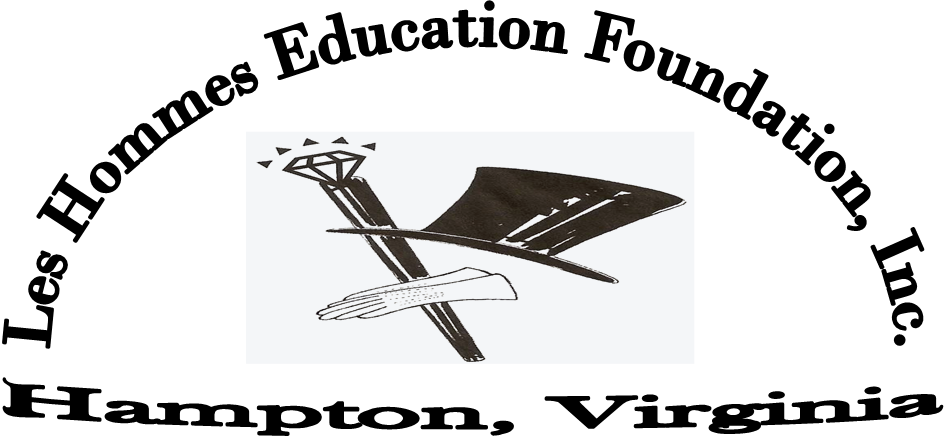 Les Hommes Education Foundation, Inc.
Hampton, Virginia